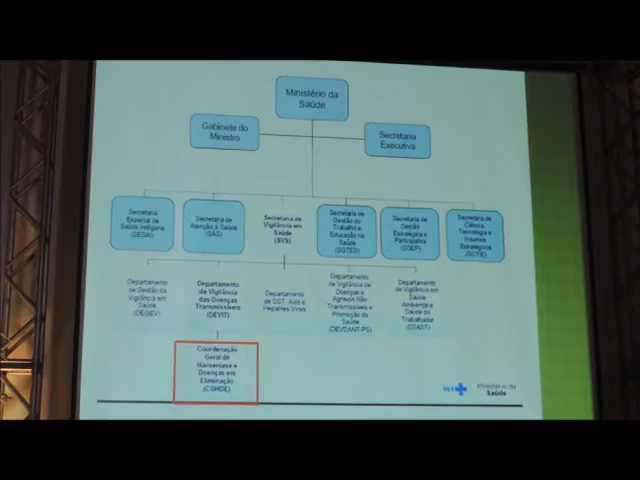 Ministério da
Saúde
Gabinete do
Ministro
Secretaria
Executiva
Secretaria
Especial de
Saúde Indígena
(SESAI)
Secretaria de
Atenção à Saúde
(SAS)
Secretaria de
Vigilância em
Saúde
(SVS)
Secretaria de
Gestão do
Trabalho e
Educação na
Saúde
(SGTES)
Secretaria de
Gestão
Estratégica e
Participativa
(SGEP)
Secretaria de
Ciência,
Tecnologia e
Insumos
Estratégicos
(SCTIE)
Departamento
de Gestão da
Vigilância em
Saúde
(DEGEV)
Departamento
de Vigilância
das Doenças
Transmissíveis
(DEVIT)
Departamento
de DST, Aids e
Hepatites Virais
Departamento
de Vigilância de
Doenças e
Agravos Não
Transmissíveis e
Promoção da
Saúde
(DEVDANT-PS)
Departamento
de Vigilância em
Saúde
Ambiental e
Saúde do
Trabalhador
(DSAST)
Coordenação
Geral de
Hanseníase e
Doenças em
Eliminação
(CGHDE)
Ministério da
Saúde